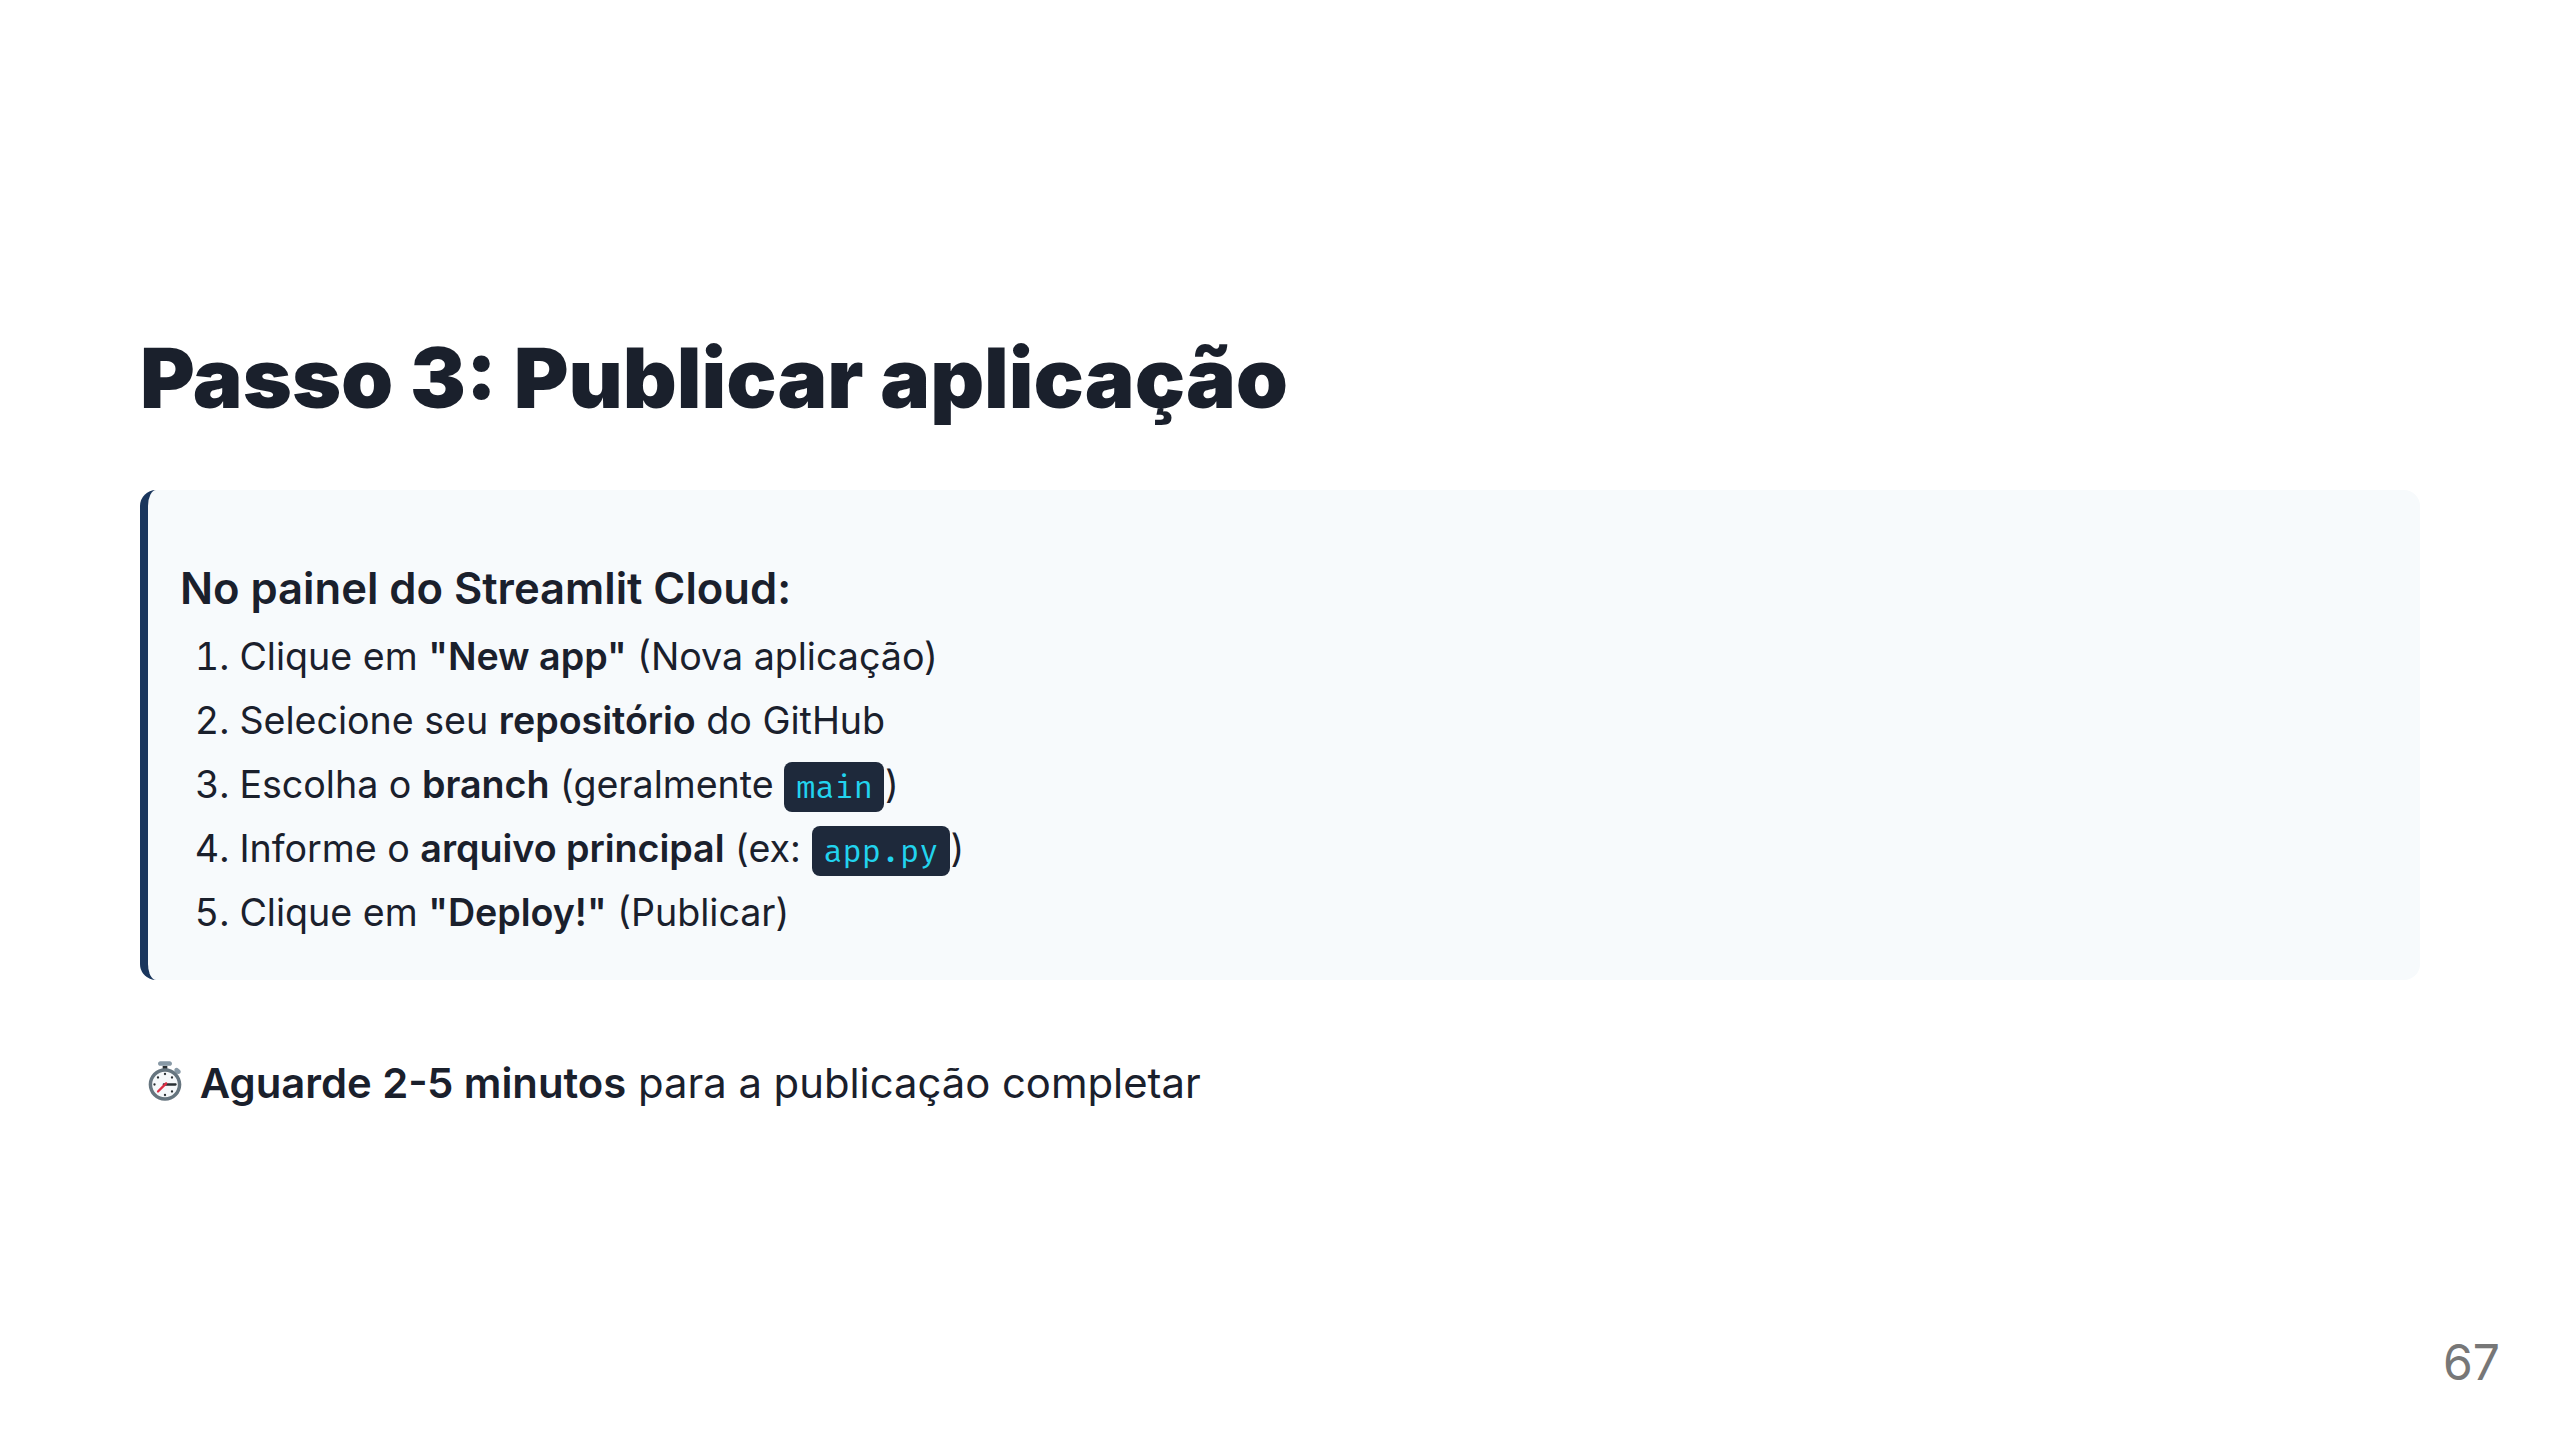 Passo 3: Publicar aplicação
No painel do Streamlit Cloud:
1. Clique em "New app" (Nova aplicação)
2. Selecione seu repositório do GitHub
3. Escolha o branch (geralmente main)
4. Informe o arquivo principal (ex: app.py)
5. Clique em "Deploy!" (Publicar)
⏱️ Aguarde 2-5 minutos para a publicação completar
67